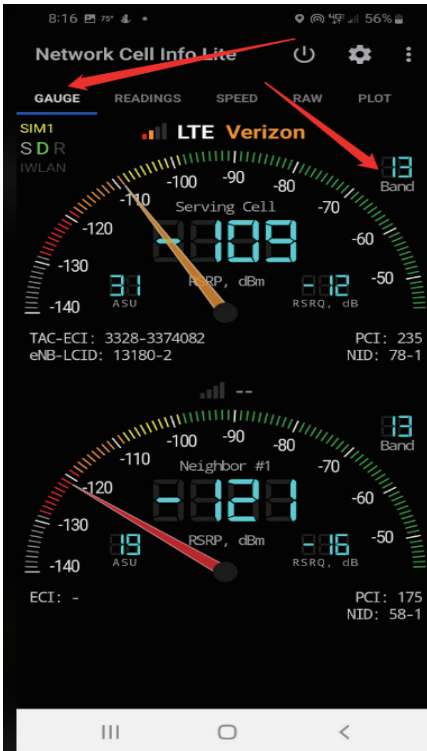 8:16 75° 56%
Network Cell Info Lite
GAUGE READINGS SPEED RAW PLOT
SIM1 LTE Verizon
S D R
IWLAN
13
Band
-140 -130 -120 -110 -100 -90 -80 -70 -60 -50
Serving Cell
-109
RSRP, dBm
31
ASU
-12
RSRQ, dB
TAC-ECI: 3328-3374082 PCI: 235
eNB-LCID: 13180-2 NID: 78-1
--
13
Band
-140 -130 -120 -110 -100 -90 -80 -70 -60 -50
Neighbor #1
-121
RSRP, dBm
19
ASU
-16
RSRQ, dB
ECI: - PCI: 175
NID: 58-1